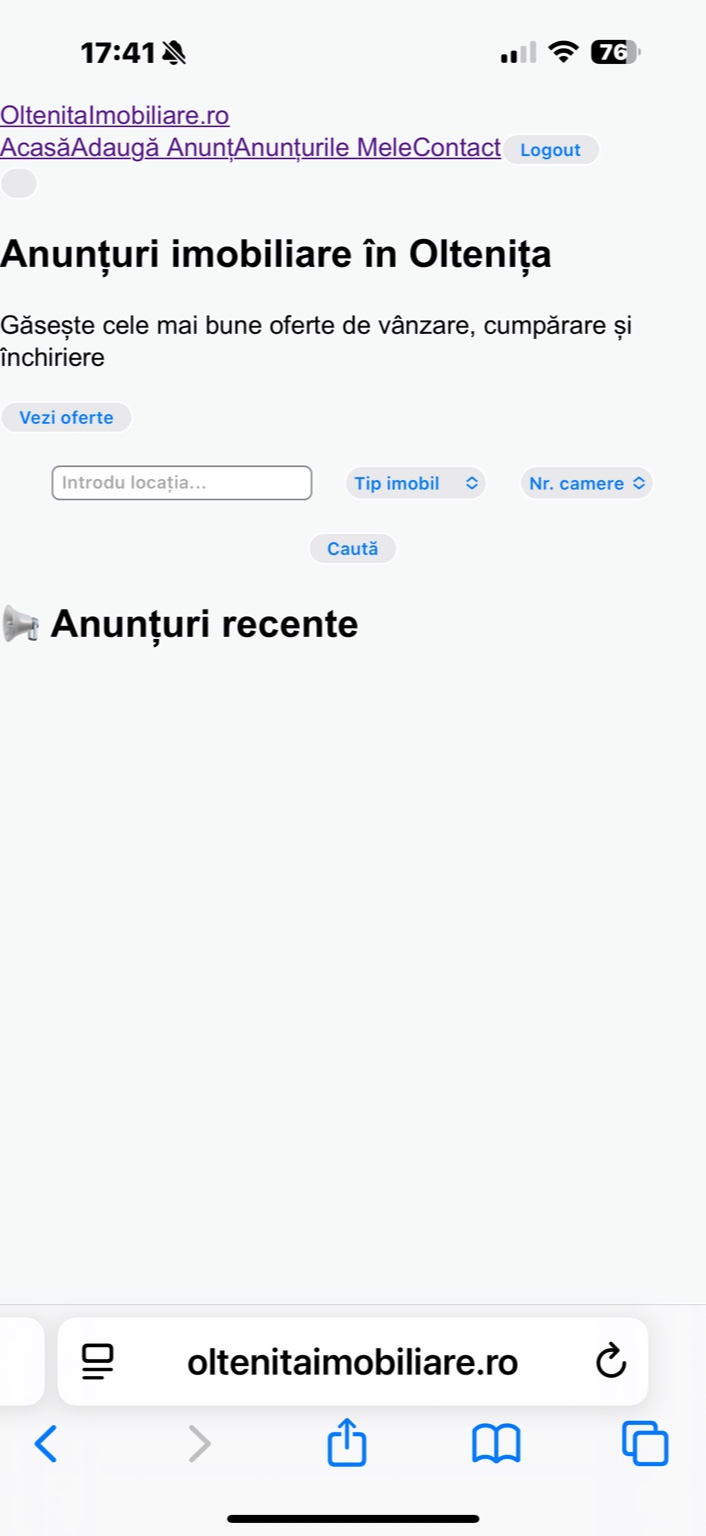 17:41
76
OltenitaImobiliare.ro
AcasăAdaugă AnunțAnunțurile MeleContact Logout
Anunțuri imobiliare în Oltenița
Găsește cele mai bune oferte de vânzare, cumpărare și
închiriere
Vezi oferte
Introdu locația... Tip imobil Nr. camere
Caută
Anunțuri recente
oltenitaimobiliare.ro